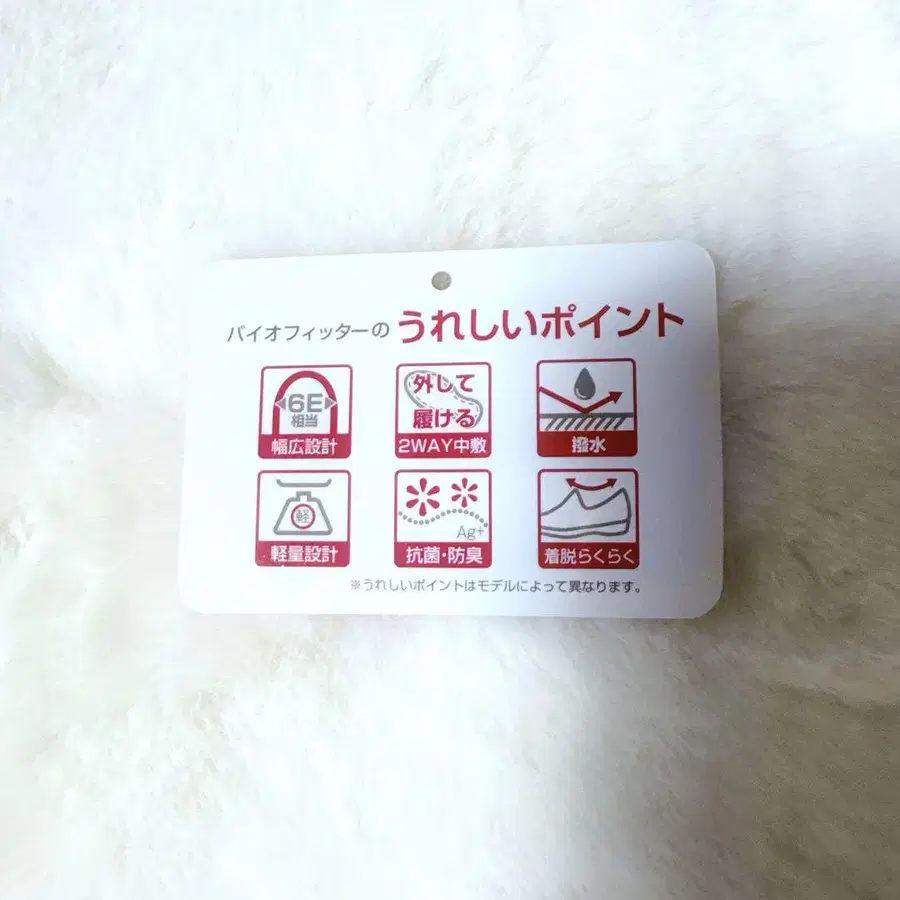 バイオフィッターの うれしいポイント
6E
相当
幅広設計
外して
履ける
2WAY中敷
撥水
軽
軽量設計
Ag+
抗菌・防臭
着脱らくらく
※うれしいポイントはモデルによって異なります。